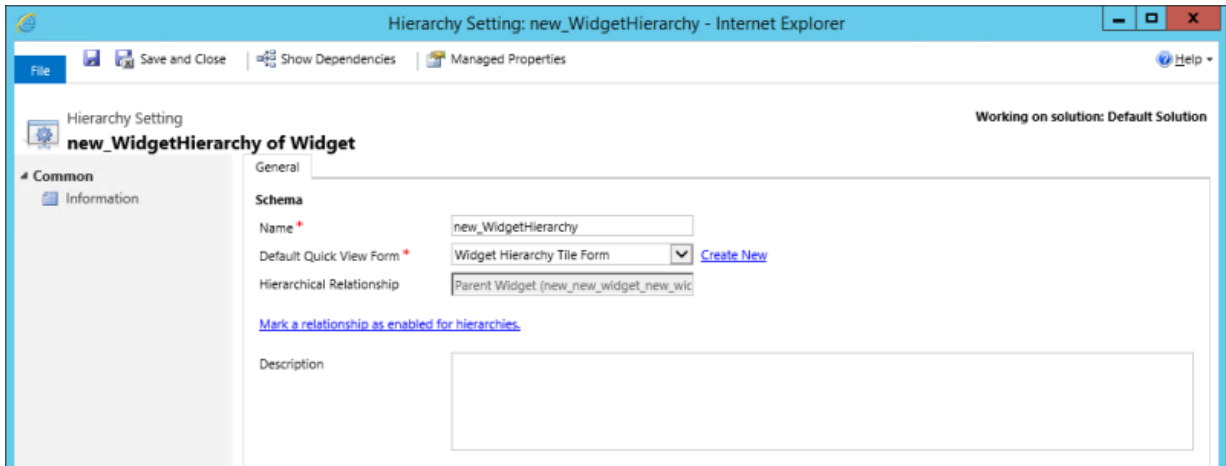 Hierarchy Setting: new_WidgetHierarchy - Internet Explorer
File Save and Close Show Dependencies Managed Properties Help
Hierarchy Setting
new_WidgetHierarchy of Widget
Working on solution: Default Solution
Common
Information
General
Schema
Name *
new_WidgetHierarchy
Default Quick View Form *
Widget Hierarchy Tile Form
Create New
Hierarchical Relationship
Parent Widget (new_new_widget_new_wic
Mark a relationship as enabled for hierarchies.
Description